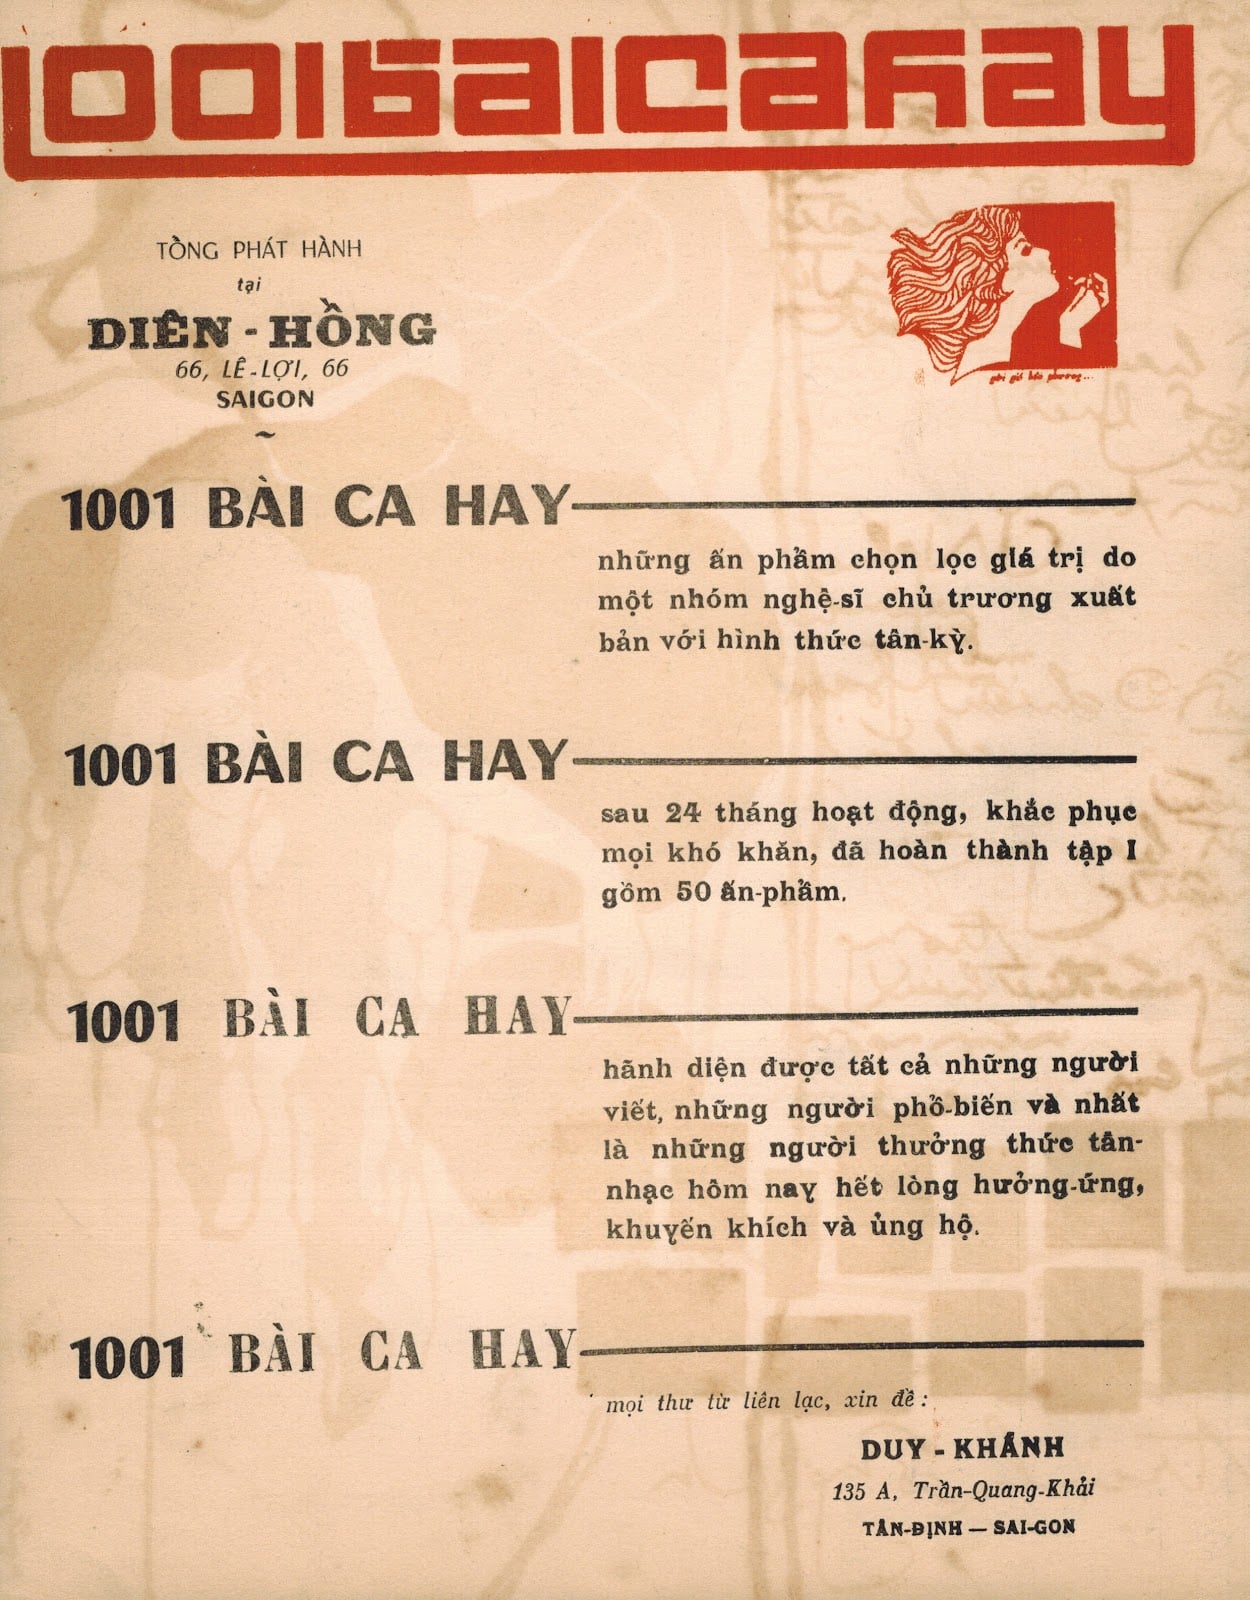 1001baicahay
TỔNG PHÁT HÀNH
tại
DIÊN - HỒNG
66, LÊ-LỢI, 66
SAIGON
1001 BÀI CA HAY
những ấn phẩm chọn lọc giá trị do
một nhóm nghệ-sĩ chủ trương xuất
bản với hình thức tân-kỳ.
1001 BÀI CA HAY
sau 24 tháng hoạt động, khắc phục
mọi khó khăn, đã hoàn thành tập I
gồm 50 ấn-phẩm.
1001 BÀI CA HAY
hãnh diện được tất cả những người
viết, những người phổ-biến và nhất
là những người thưởng thức tân-
nhạc hôm nay hết lòng hưởng-ứng,
khuyến khích và ủng hộ.
1001 BÀI CA HAY
mọi thư từ liên lạc, xin đề :
DUY - KHÁNH
135 A, Trần-Quang-Khải
TÂN-ĐỊNH — SAI-GON